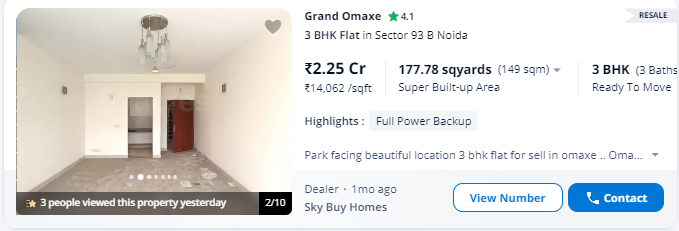 Grand Omaxe 4.1
RESALE
3 BHK Flat in Sector 93 B Noida
₹2.25 Cr
₹14,062 /sqft
177.78 sqyards (149 sqm)
Super Built-up Area
3 BHK (3 Baths
Ready To Move
Highlights : Full Power Backup
Park facing beautiful location 3 bhk flat for sell in omaxe .. Oma...
3 people viewed this property yesterday
2/10
Dealer · 1mo ago
Sky Buy Homes
View Number
Contact